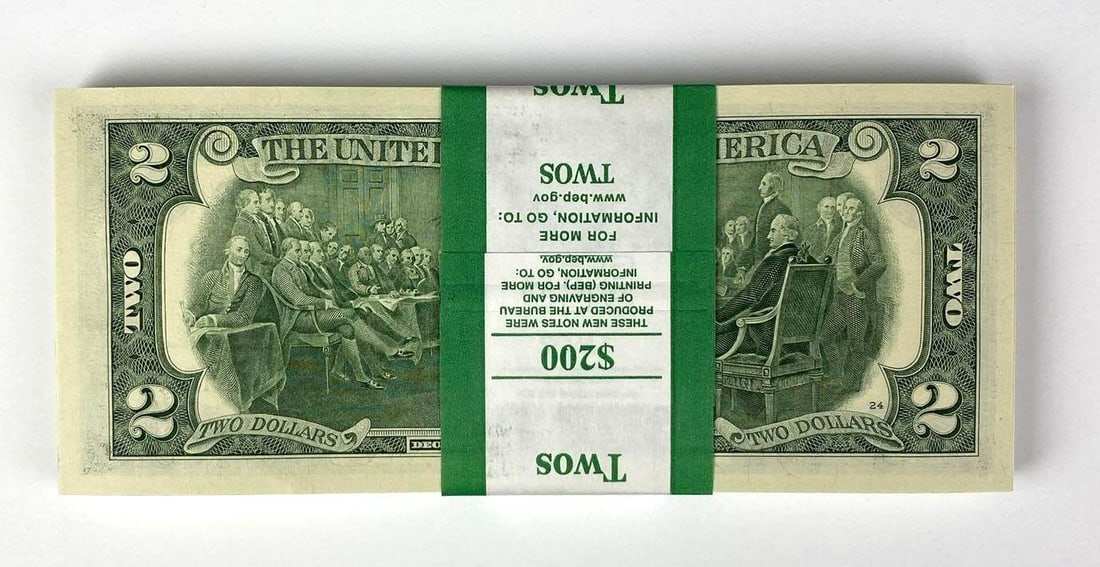 2
THE UNITE
ERICA
2
TWO
TWO
2
TWO DOLLARS
DEC
24
TWO DOLLARS
2
TWOS
$200
THESE NEW NOTES WERE
PRODUCED AT THE BUREAU
OF ENGRAVING AND
PRINTING (BEP). FOR MORE
INFORMATION, GO TO:
www.bep.gov
FOR MORE
INFORMATION, GO TO:
www.bep.gov
TWOS
TWOS